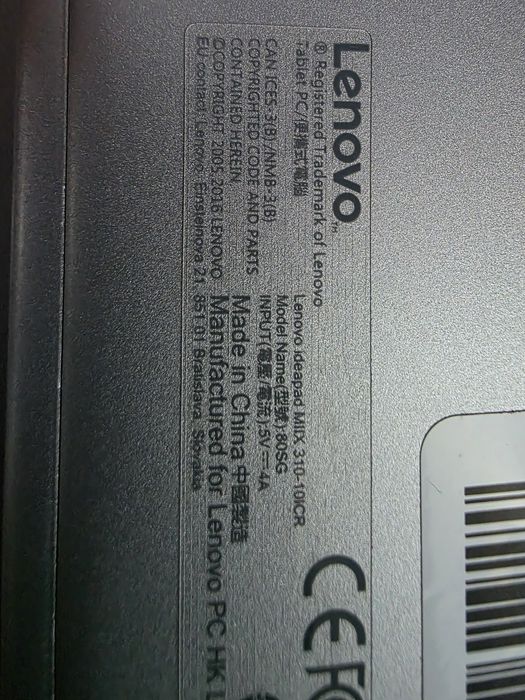 Lenovo™
® Registered Trademark of Lenovo
Tablet PC/便攜式電腦
CAN ICES-3(B)/NMB-3(B)
COPYRIGHTED CODE AND PARTS
CONTAINED HEREIN
©COPYRIGHT 2005,2016 LENOVO
Lenovo ideapad MIIX 310-10ICR
Model Name(型號):80SG
INPUT(電壓/電流):5V⎓4A
Made in China 中國製造
Manufactured for Lenovo PC HK L
EU contact: Lenovo, Einsteinova 21, 851 01 Bratislava, Slovakia
CE FC